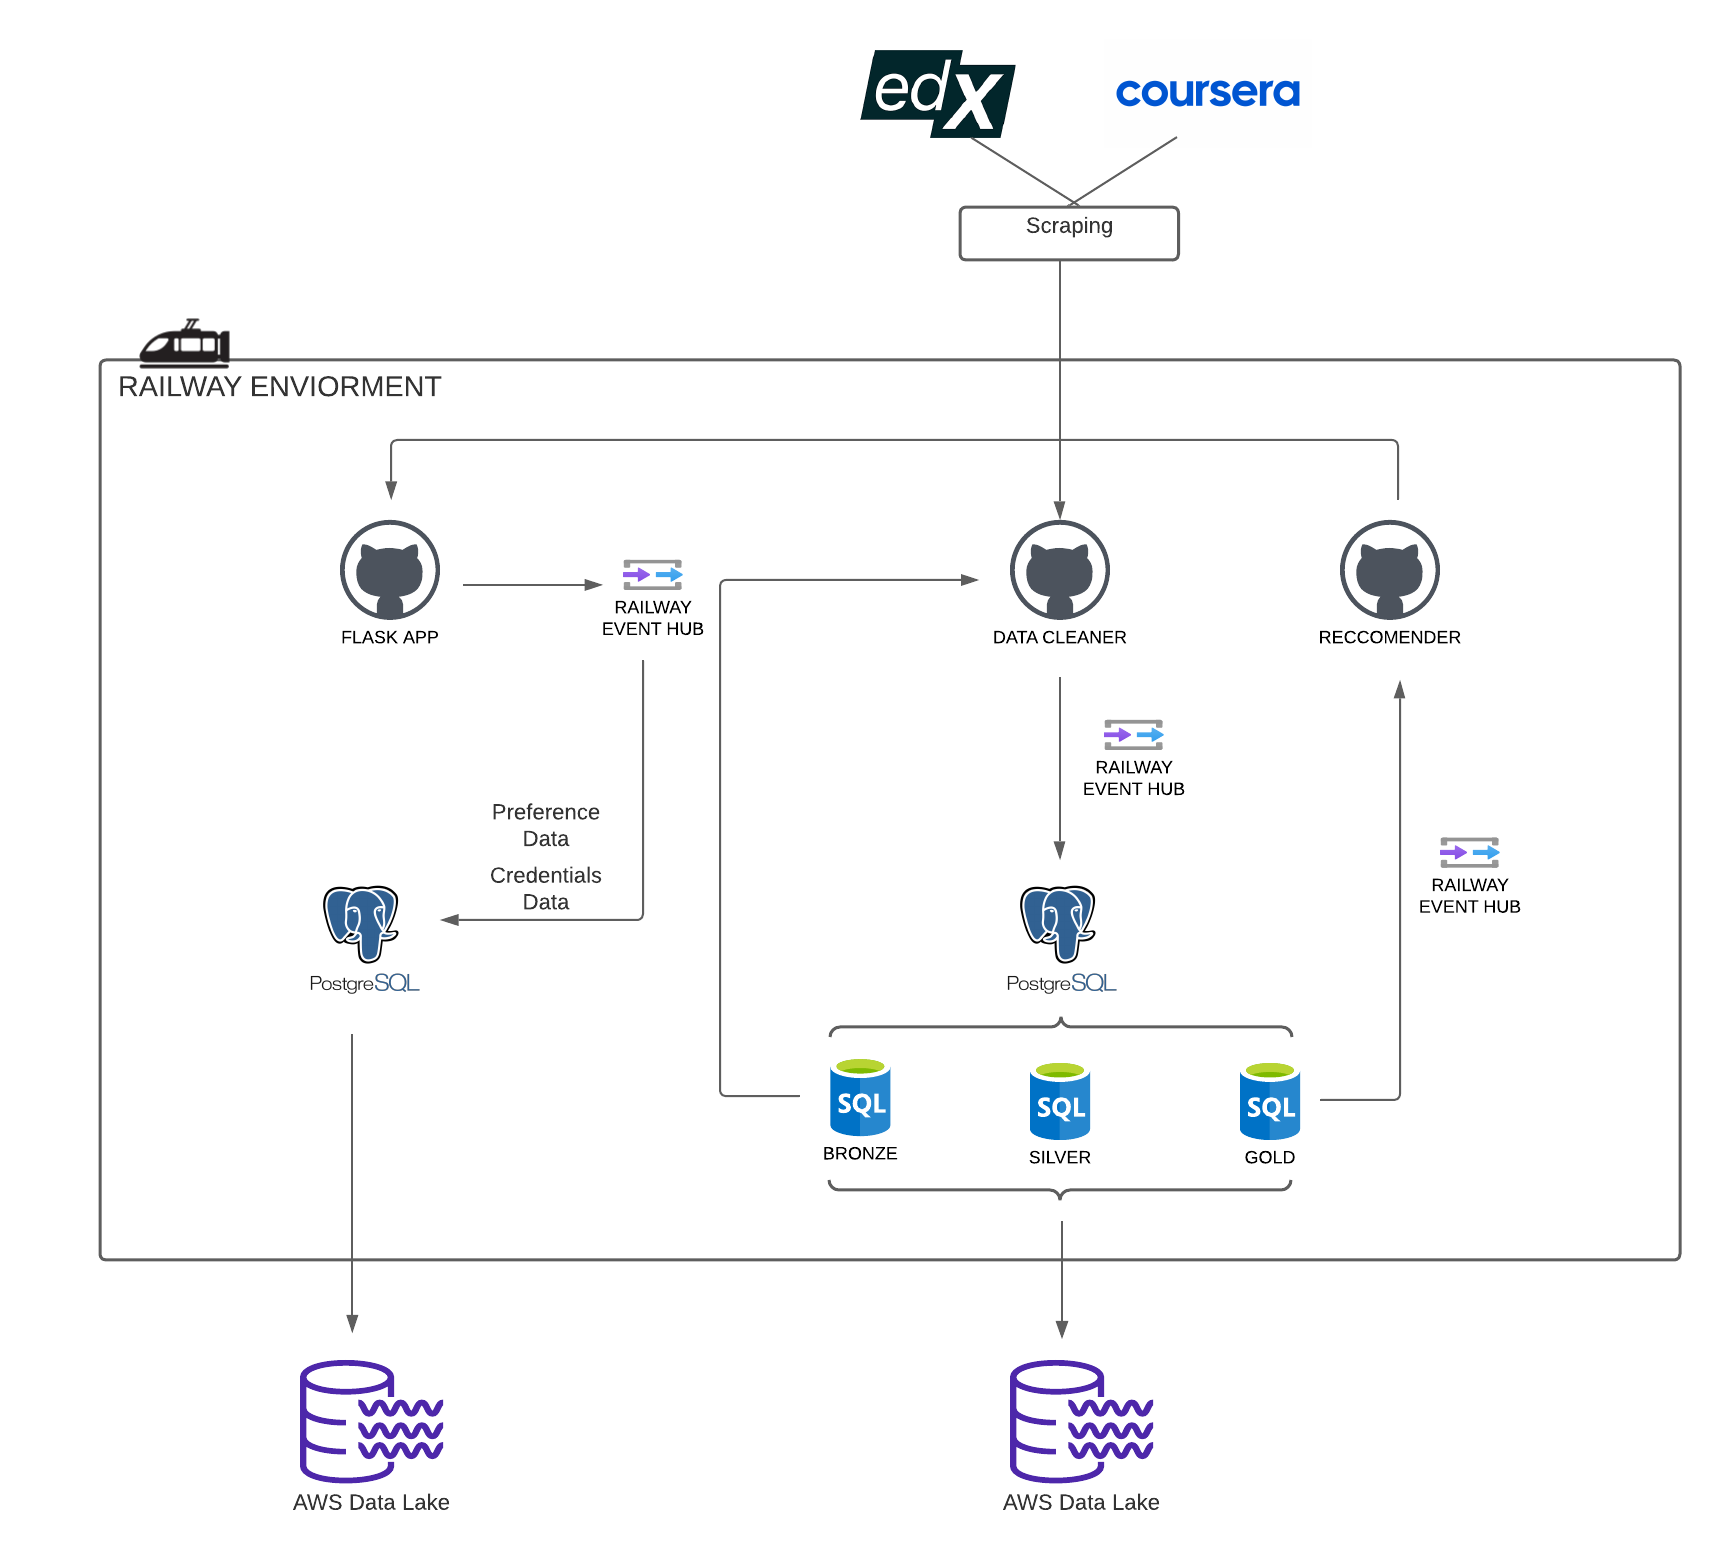 edX
coursera
Scraping
RAILWAY ENVIORMENT
FLASK APP
RAILWAY
EVENT HUB
DATA CLEANER
RECCOMENDER
RAILWAY
EVENT HUB
Preference
Data
Credentials
Data
RAILWAY
EVENT HUB
PostgreSQL
PostgreSQL
SQL
BRONZE
SQL
SILVER
SQL
GOLD
AWS Data Lake
AWS Data Lake